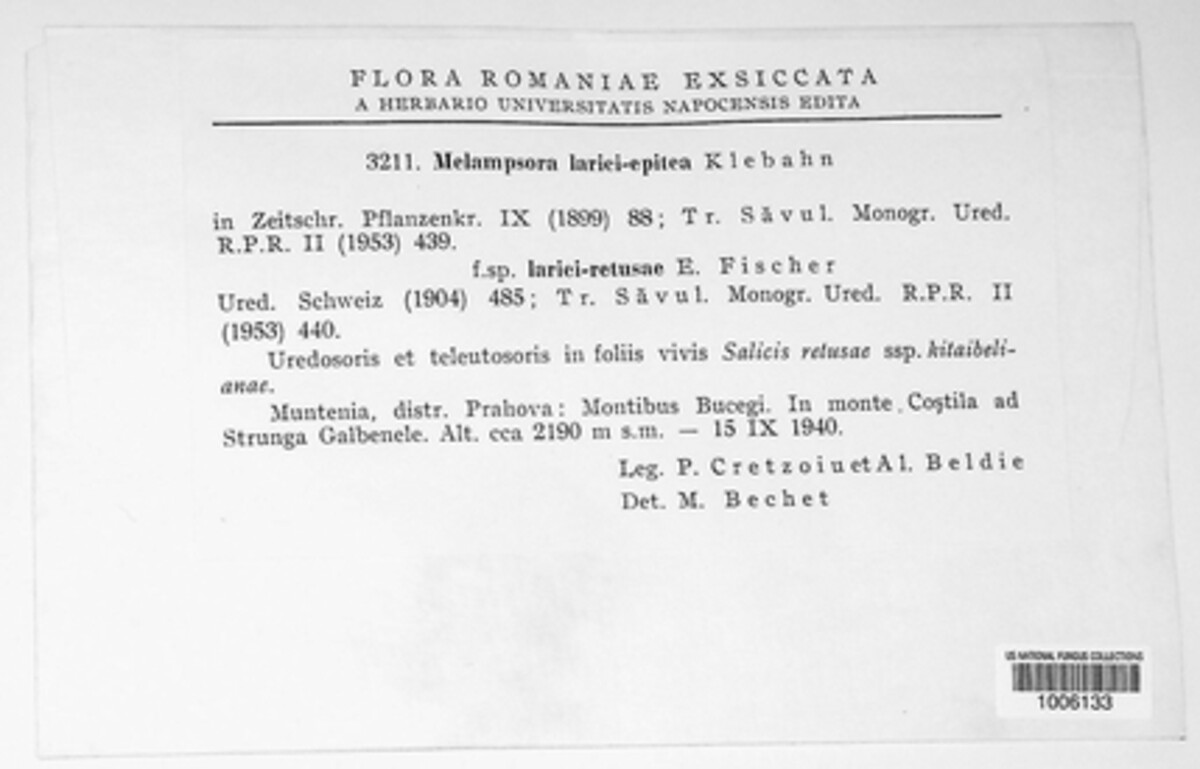 FLORA ROMANIAE EXSICCATA
A HERBARIO UNIVERSITATIS NAPOCENSIS EDITA
3211. Melampsora larici-epitea Klebahn
in Zeitschr. Pflanzenkr. IX (1899) 88; Tr. Săvul. Monogr. Ured.
R.P.R. II (1953) 439.
f.sp. larici-retusae E. Fischer
Ured. Schweiz (1904) 485; Tr. Săvul. Monogr. Ured. R.P.R. II
(1953) 440.
Uredosoris et teleutosoris in foliis vivis Salicis retusae ssp. kitaibeli-
anae.
Muntenia, distr. Prahova: Montibus Bucegi. In monte Coştila ad
Strunga Galbenele. Alt. cca 2190 m s.m. — 15 IX 1940.
Leg. P. Cretzoiu et Al. Beldie
Det. M. Bechet
US NATIONAL FUNGUS COLLECTIONS
1006133